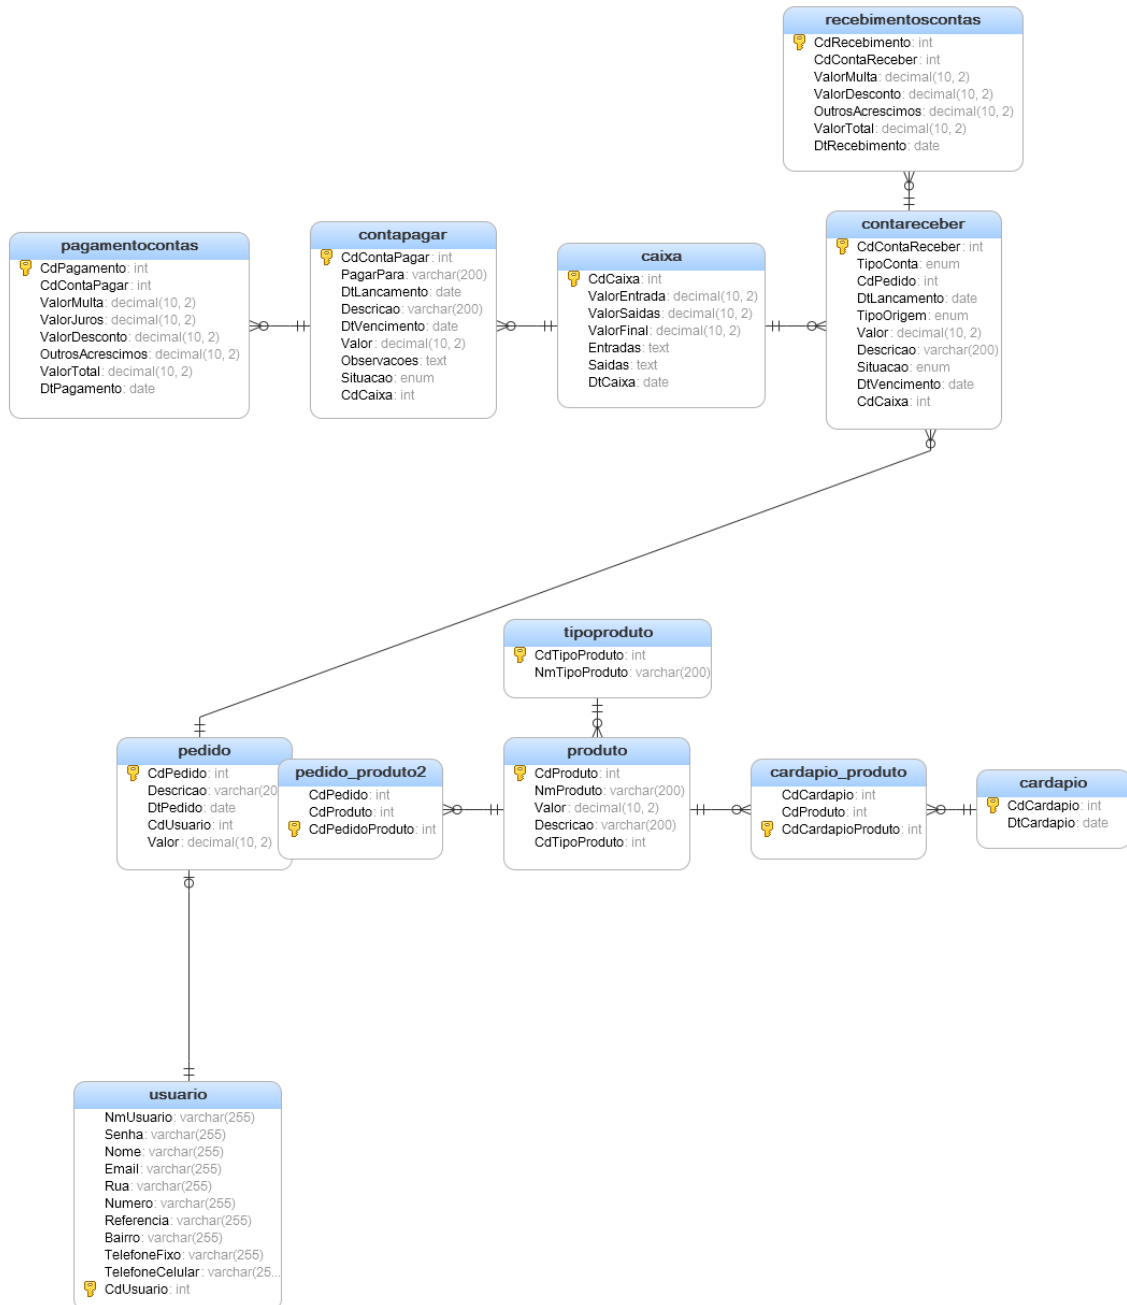 recebimentoscontas
CdRecebimento: int
CdContaReceber: int
ValorMulta: decimal(10, 2)
ValorDesconto: decimal(10, 2)
OutrosAcrescimos: decimal(10, 2)
ValorTotal: decimal(10, 2)
DtRecebimento: date
pagamentocontas
CdPagamento: int
CdContaPagar: int
ValorMulta: decimal(10, 2)
ValorJuros: decimal(10, 2)
ValorDesconto: decimal(10, 2)
OutrosAcrescimos: decimal(10, 2)
ValorTotal: decimal(10, 2)
DtPagamento: date
contapagar
CdContaPagar: int
PagarPara: varchar(200)
DtLancamento: date
Descricao: varchar(200)
DtVencimento: date
Valor: decimal(10, 2)
Observacoes: text
Situacao: enum
CdCaixa: int
caixa
CdCaixa: int
ValorEntrada: decimal(10, 2)
ValorSaidas: decimal(10, 2)
ValorFinal: decimal(10, 2)
Entradas: text
Saidas: text
DtCaixa: date
contareceber
CdContaReceber: int
TipoConta: enum
CdPedido: int
DtLancamento: date
TipoOrigem: enum
Valor: decimal(10, 2)
Descricao: varchar(200)
Situacao: enum
DtVencimento: date
CdCaixa: int
tipoproduto
CdTipoProduto: int
NmTipoProduto: varchar(200)
pedido
CdPedido: int
Descricao: varchar(20
DtPedido: date
CdUsuario: int
Valor: decimal(10, 2)
pedido_produto2
CdPedido: int
CdProduto: int
CdPedidoProduto: int
produto
CdProduto: int
NmProduto: varchar(200)
Valor: decimal(10, 2)
Descricao: varchar(200)
CdTipoProduto: int
cardapio_produto
CdCardapio: int
CdProduto: int
CdCardapioProduto: int
cardapio
CdCardapio: int
DtCardapio: date
usuario
NmUsuario: varchar(255)
Senha: varchar(255)
Nome: varchar(255)
Email: varchar(255)
Rua: varchar(255)
Numero: varchar(255)
Referencia: varchar(255)
Bairro: varchar(255)
TelefoneFixo: varchar(255)
TelefoneCelular: varchar(25...
CdUsuario: int